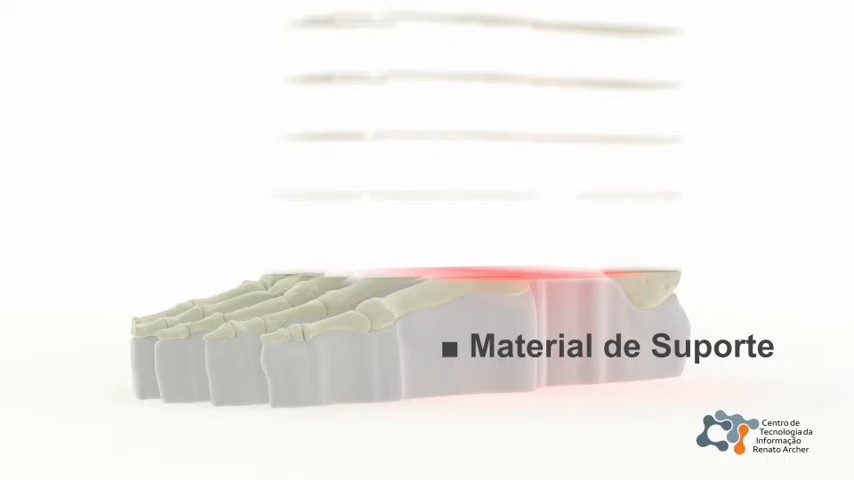 ■ Material de Suporte
Centro de
Tecnologia da
Informação
Renato Archer